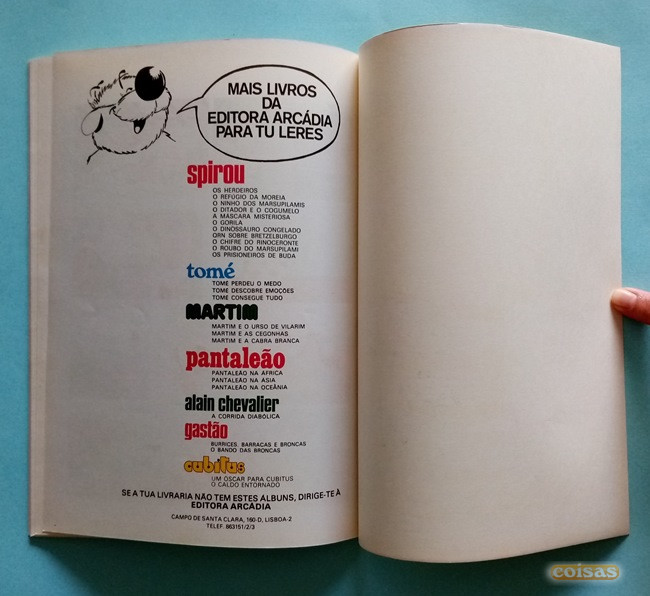 MAIS LIVROS
DA
EDITORA ARCÁDIA
PARA TU LERES
spirou
OS HERDEIROS
O REFÚGIO DA MOREIA
O NINHO DOS MARSUPILAMIS
O DITADOR E O COGUMELO
A MÁSCARA MISTERIOSA
O GORILA
O DINOSSAURO CONGELADO
QRN SOBRE BRETZELBURGO
O CHIFRE DO RINOCERONTE
O ROUBO DO MARSUPILAMI
OS PRISIONEIROS DE BUDA
tomé
TOMÉ PERDEU O MEDO
TOMÉ DESCOBRE EMOÇÕES
TOMÉ CONSEGUE TUDO
MARTIM
MARTIM E O URSO DE VILARIM
MARTIM E AS CEGONHAS
MARTIM E A CABRA BRANCA
pantaleão
PANTALEÃO NA ÁFRICA
PANTALEÃO NA ÁSIA
PANTALEÃO NA OCEÂNIA
alain chevalier
A CORRIDA DIABÓLICA
gastão
BURRICES, BARRACAS E BRONCAS
O BANDO DAS BRONCAS
cubitus
UM OSCAR PARA CUBITUS
O CALDO ENTORNADO
SE A TUA LIVRARIA NÃO TEM ESTES ALBUNS, DIRIGE-TE À
EDITORA ARCÁDIA
CAMPO DE SANTA CLARA, 160-D, LISBOA-2
TELEF. 863151/2/3
coisas